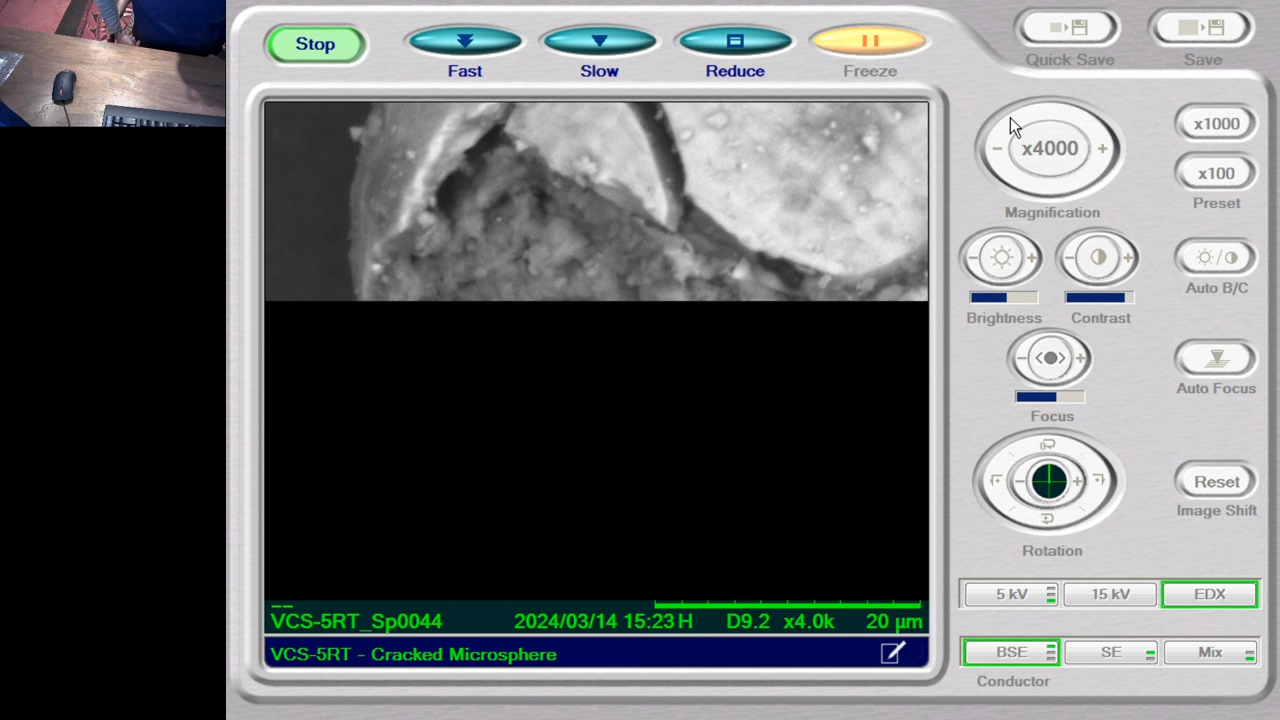 Stop
Fast
Slow
Reduce
Freeze
Quick Save
Save
x4000
Magnification
x1000
x100
Preset
Brightness
Contrast
Auto B/C
Focus
Auto Focus
Rotation
Reset
Image Shift
5 kV
15 kV
EDX
BSE
SE
Mix
Conductor
VCS-5RT_Sp0044 2024/03/14 15:23 H D9.2 x4.0k 20 µm
VCS-5RT - Cracked Microsphere